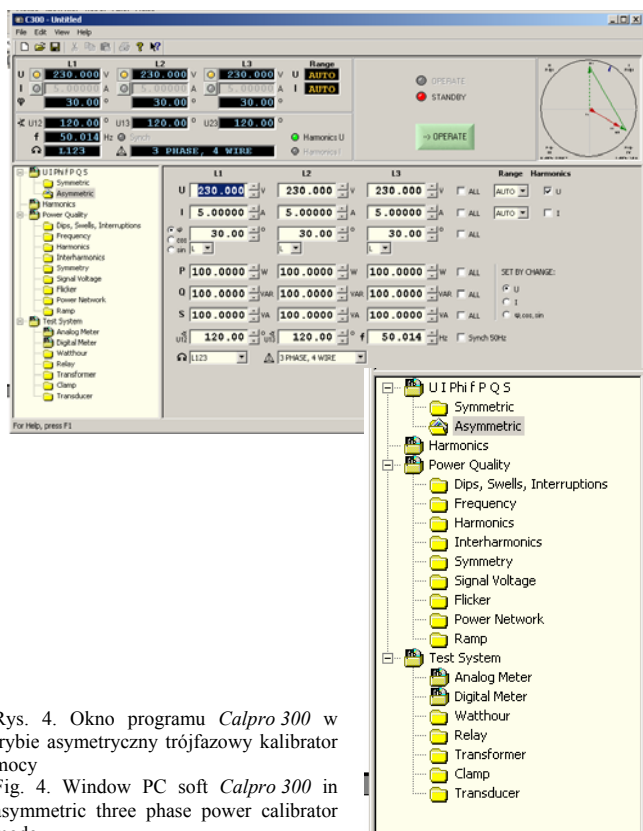 C300 - Untitled
File Edit View Help
L1 L2 L3 Range
U 230.000 V 230.000 V 230.000 V U AUTO
I 5.00000 A 5.00000 A 5.00000 A I AUTO
φ 30.00 ° 30.00 ° 30.00 °
U12 120.00 ° U13 120.00 ° U23 120.00 °
f 50.014 Hz Synch Harmonics U
L123 3 PHASE, 4 WIRE Harmonics I
OPERATE
STANDBY
-> OPERATE
U I Phi f P Q S
Symmetric
Asymmetric
Harmonics
Power Quality
Dips, Swells, Interruptions
Frequency
Harmonics
Interharmonics
Symmetry
Signal Voltage
Flicker
Power Network
Ramp
Test System
Analog Meter
Digital Meter
Watthour
Relay
Transformer
Clamp
Transducer
L1 L2 L3 Range Harmonics
U 230.000 V 230.000 V 230.000 V ALL AUTO U
I 5.00000 A 5.00000 A 5.00000 A ALL AUTO I
φ 30.00 ° 30.00 ° 30.00 ° ALL
cos
sin L L L
P 100.0000 W 100.0000 W 100.0000 W ALL SET BY CHANGE:
Q 100.0000 VAR 100.0000 VAR 100.0000 VAR ALL U
I
S 100.0000 VA 100.0000 VA 100.0000 VA ALL φ, cos, sin
120.00 ° 120.00 ° f 50.014 Hz Synch 50Hz
L123 3 PHASE, 4 WIRE
For Help, press F1
U I Phi f P Q S
Symmetric
Asymmetric
Harmonics
Power Quality
Dips, Swells, Interruptions
Frequency
Harmonics
Interharmonics
Symmetry
Signal Voltage
Flicker
Power Network
Ramp
Test System
Analog Meter
Digital Meter
Watthour
Relay
Transformer
Clamp
Transducer
Rys. 4. Okno programu Calpro 300 w
rybie asymetryczny trójfazowy kalibrator
mocy
Fig. 4. Window PC soft Calpro 300 in
asymmetric three phase power calibrator